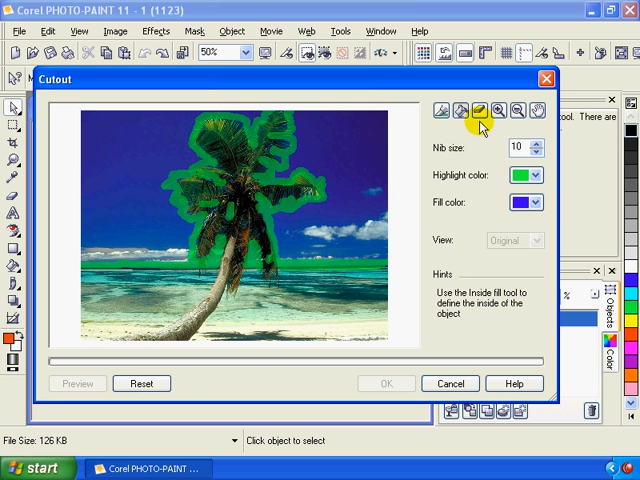 Corel PHOTO-PAINT 11 - 1 (1123)
File Edit View Image Effects Mask Object Movie Web Tools Window Help
50%
Cutout
tool. There are
Nib size: 10
Highlight color:
Fill color:
View: Original
Hints
Use the Inside fill tool to
define the inside of the
object
%
Objects
Color
Preview Reset OK Cancel Help
File Size: 126 KB Click object to select
start Corel PHOTO-PAINT ...